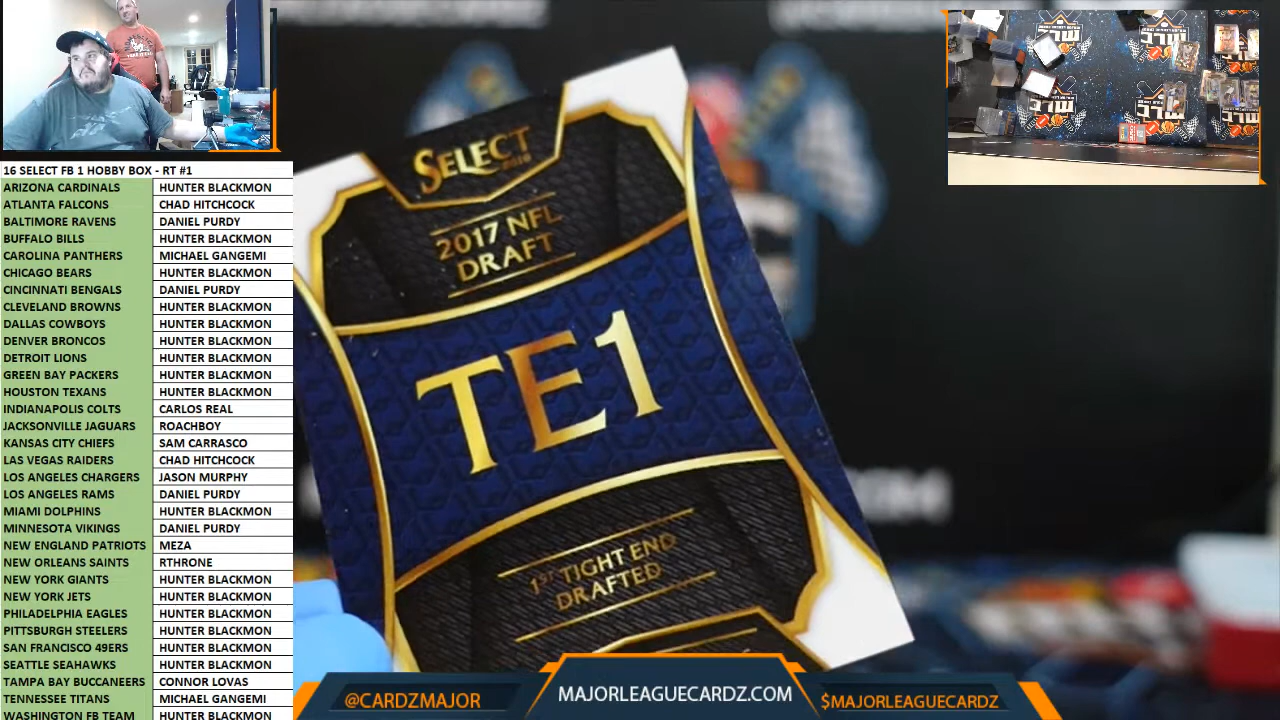 16 SELECT FB 1 HOBBY BOX - RT #1
ARIZONA CARDINALS HUNTER BLACKMON
ATLANTA FALCONS CHAD HITCHCOCK
BALTIMORE RAVENS DANIEL PURDY
BUFFALO BILLS HUNTER BLACKMON
CAROLINA PANTHERS MICHAEL GANGEMI
CHICAGO BEARS HUNTER BLACKMON
CINCINNATI BENGALS DANIEL PURDY
CLEVELAND BROWNS HUNTER BLACKMON
DALLAS COWBOYS HUNTER BLACKMON
DENVER BRONCOS HUNTER BLACKMON
DETROIT LIONS HUNTER BLACKMON
GREEN BAY PACKERS HUNTER BLACKMON
HOUSTON TEXANS HUNTER BLACKMON
INDIANAPOLIS COLTS CARLOS REAL
JACKSONVILLE JAGUARS ROACHBOY
KANSAS CITY CHIEFS SAM CARRASCO
LAS VEGAS RAIDERS CHAD HITCHCOCK
LOS ANGELES CHARGERS JASON MURPHY
LOS ANGELES RAMS DANIEL PURDY
MIAMI DOLPHINS HUNTER BLACKMON
MINNESOTA VIKINGS DANIEL PURDY
NEW ENGLAND PATRIOTS MEZA
NEW ORLEANS SAINTS RTHRONE
NEW YORK GIANTS HUNTER BLACKMON
NEW YORK JETS HUNTER BLACKMON
PHILADELPHIA EAGLES HUNTER BLACKMON
PITTSBURGH STEELERS HUNTER BLACKMON
SAN FRANCISCO 49ERS HUNTER BLACKMON
SEATTLE SEAHAWKS HUNTER BLACKMON
TAMPA BAY BUCCANEERS CONNOR LOVAS
TENNESSEE TITANS MICHAEL GANGEMI
WASHINGTON FB TEAM HUNTER BLACKMON
SELECT
2016
2017 NFL
DRAFT
TE1
1ST TIGHT END
DRAFTED
@CARDZMAJOR
MAJORLEAGUECARDZ.COM
$MAJORLEAGUECARDZ